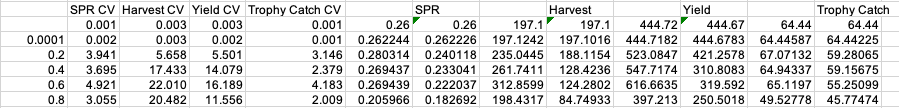 SPR CV Harvest CV Yield CV Trophy Catch CV SPR Harvest Yield Trophy Catch
0.001 0.003 0.003 0.001 0.26 0.26 197.1 197.1 444.72 444.67 64.44 64.44
0.0001 0.002 0.003 0.002 0.001 0.262244 0.262226 197.1242 197.1016 444.7182 444.6783 64.44587 64.44225
0.2 3.941 5.658 5.501 3.146 0.280314 0.240118 235.0445 188.1154 523.0847 421.2578 67.07132 59.28065
0.4 3.695 17.433 14.079 2.379 0.269437 0.233041 261.7411 128.4236 547.7174 310.8083 64.94337 59.15675
0.6 4.921 22.010 16.189 4.183 0.269439 0.222037 312.8599 124.2802 616.6635 319.592 65.1197 55.25099
0.8 3.055 20.482 11.556 2.009 0.205966 0.182692 198.4317 84.74933 397.213 250.5018 49.52778 45.77474